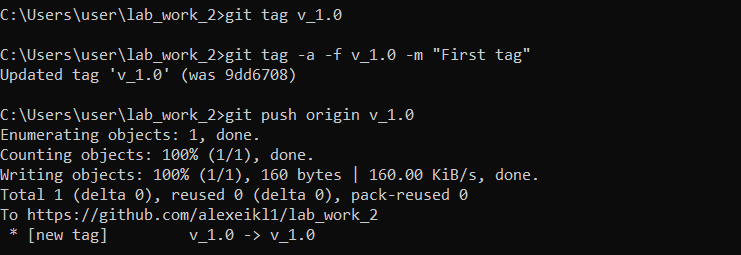 C:\Users\user\lab_work_2>git tag v_1.0
C:\Users\user\lab_work_2>git tag -a -f v_1.0 -m "First tag"
Updated tag 'v_1.0' (was 9dd6708)
C:\Users\user\lab_work_2>git push origin v_1.0
Enumerating objects: 1, done.
Counting objects: 100% (1/1), done.
Writing objects: 100% (1/1), 160 bytes | 160.00 KiB/s, done.
Total 1 (delta 0), reused 0 (delta 0), pack-reused 0
To https://github.com/alexeikl1/lab_work_2
 * [new tag]         v_1.0 -> v_1.0